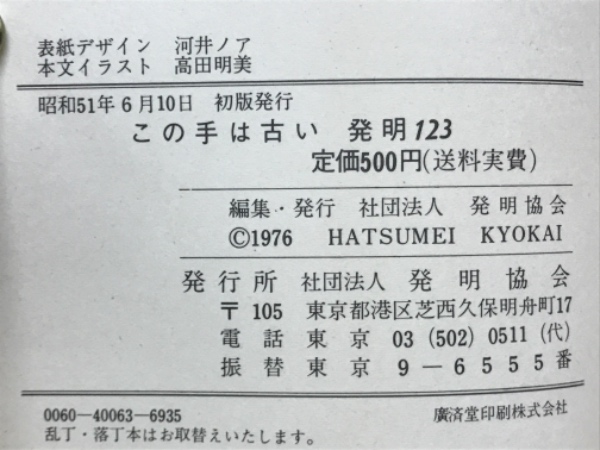 表紙デザイン 河井ノア
本文イラスト 高田明美
昭和51年6月10日 初版発行
この手は古い 発明123
定価500円(送料実費)
編集・発行 社団法人 発明協会
©1976 HATSUMEI KYOKAI
発行所 社団法人 発明協会
〒105 東京都港区芝西久保明舟町17
電話 東京 03 (502) 0511 (代)
振替 東京 9-6555番
0060-40063-6935
廣済堂印刷株式会社
乱丁・落丁本はお取替えいたします。